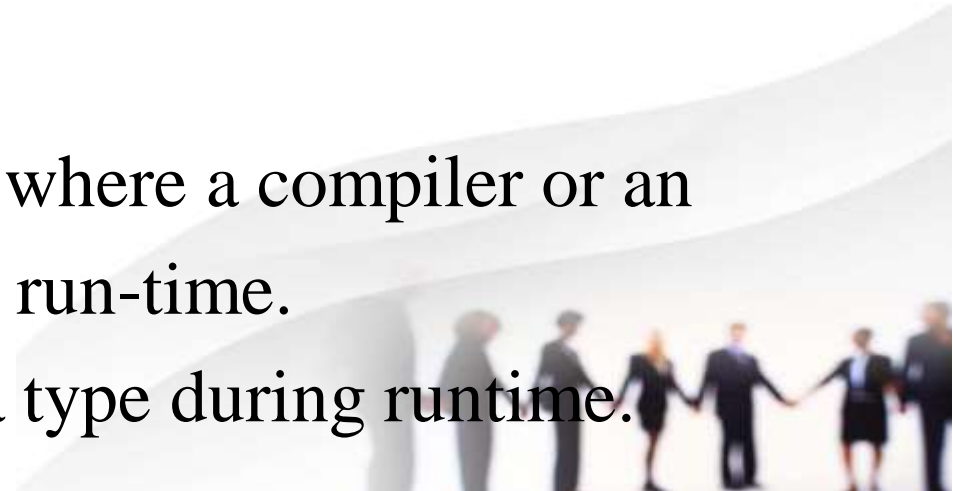 where a compiler or an
run-time.
type during runtime.